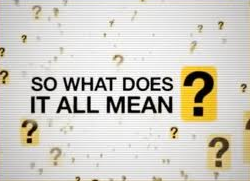 SO WHAT DOES
IT ALL MEAN ?